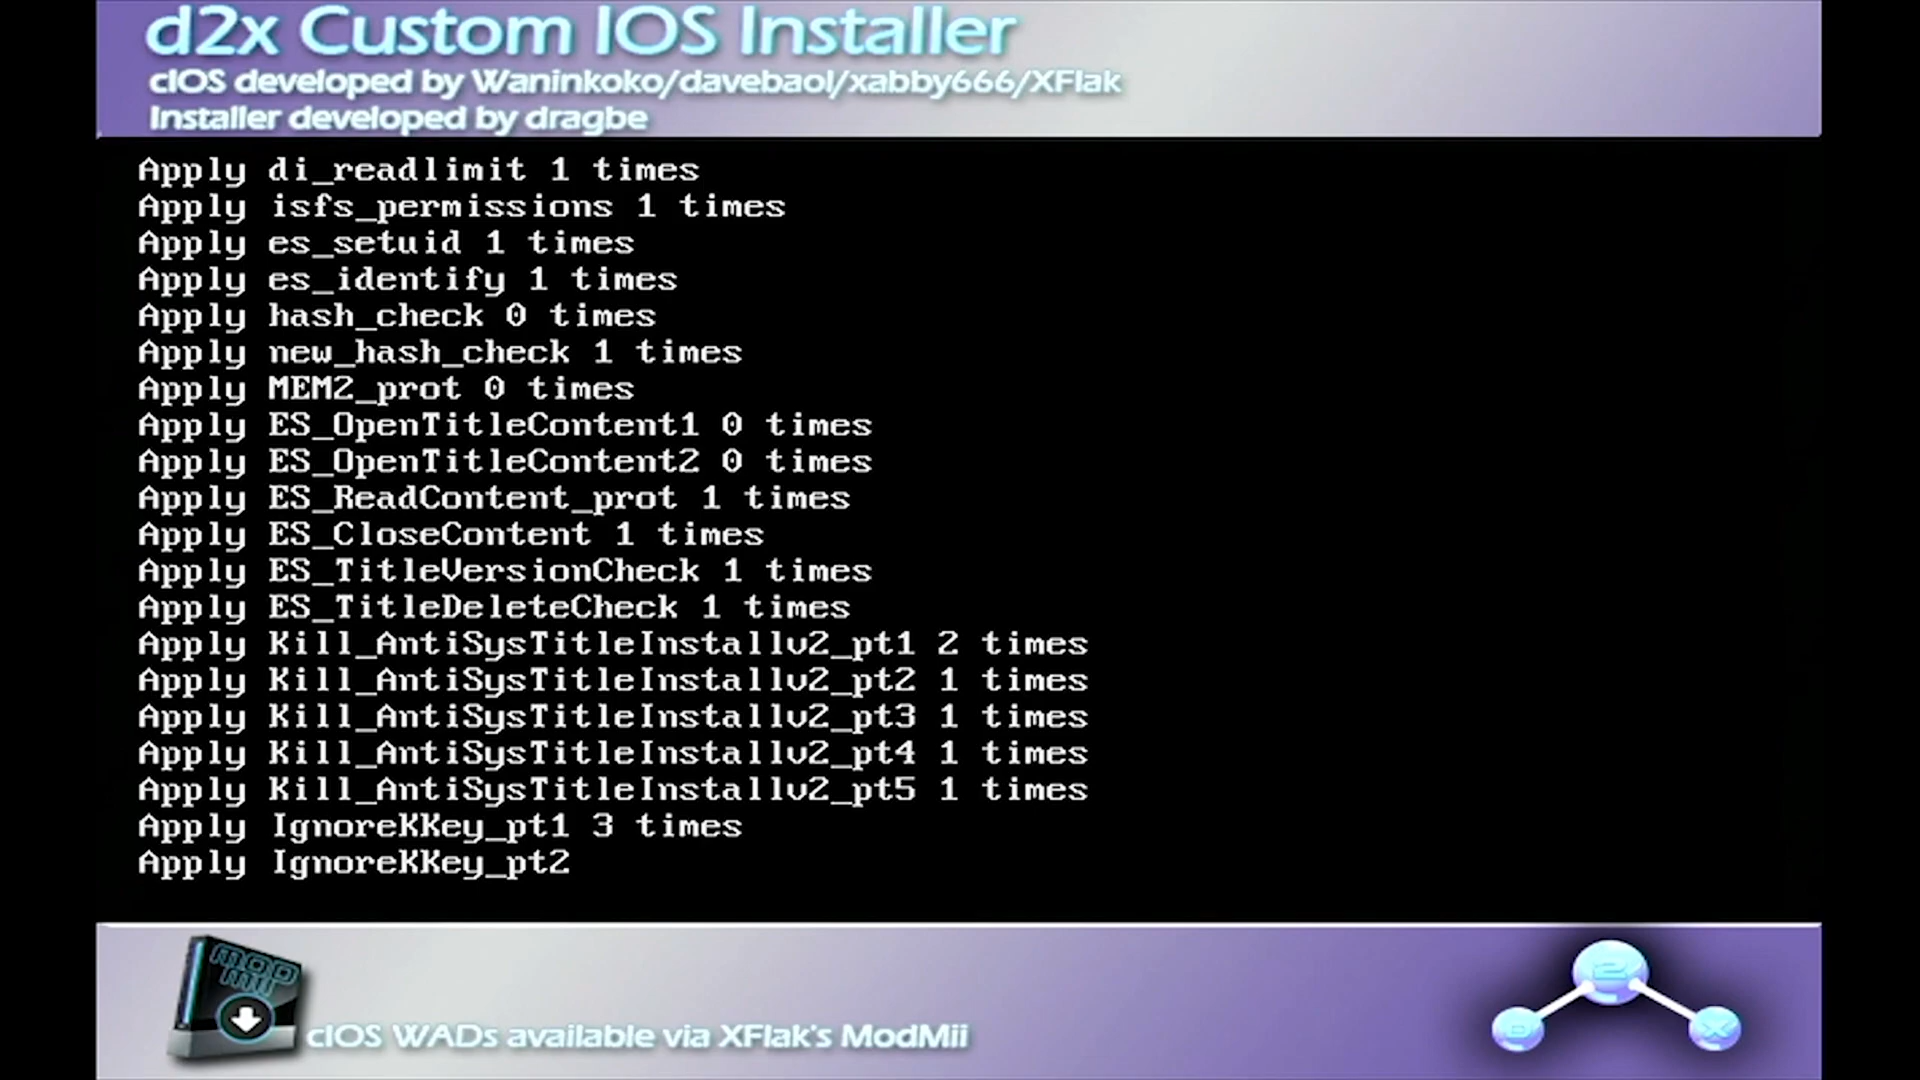 d2x Custom IOS Installer
cIOS developed by Waninkoko/davebaol/xabby666/XFlak
Installer developed by dragbe
Apply di_readlimit 1 times
Apply isfs_permissions 1 times
Apply es_setuid 1 times
Apply es_identify 1 times
Apply hash_check 0 times
Apply new_hash_check 1 times
Apply MEM2_prot 0 times
Apply ES_OpenTitleContent1 0 times
Apply ES_OpenTitleContent2 0 times
Apply ES_ReadContent_prot 1 times
Apply ES_CloseContent 1 times
Apply ES_TitleVersionCheck 1 times
Apply ES_TitleDeleteCheck 1 times
Apply Kill_AntiSysTitleInstallv2_pt1 2 times
Apply Kill_AntiSysTitleInstallv2_pt2 1 times
Apply Kill_AntiSysTitleInstallv2_pt3 1 times
Apply Kill_AntiSysTitleInstallv2_pt4 1 times
Apply Kill_AntiSysTitleInstallv2_pt5 1 times
Apply IgnoreKKey_pt1 3 times
Apply IgnoreKKey_pt2
MOD
MII
cIOS WADs available via XFlak's ModMii
D 2 X